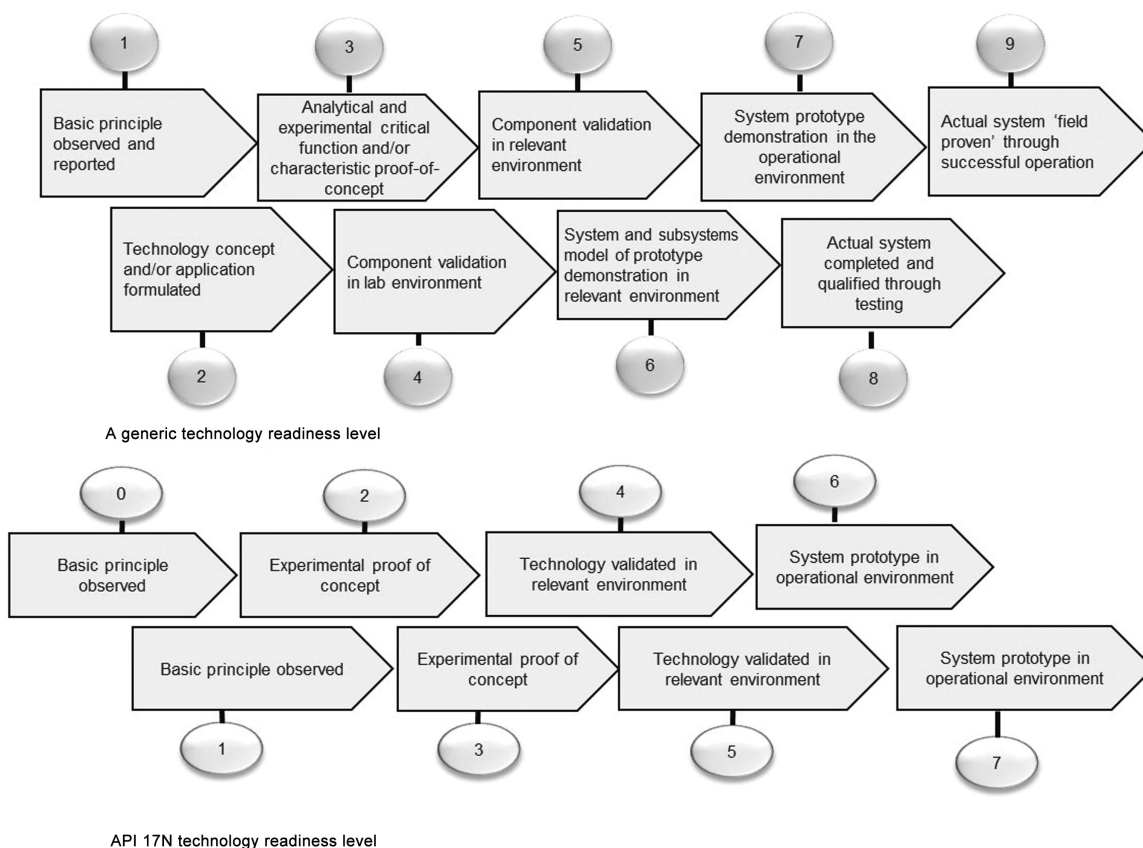 1
3
5
7
9
Basic principle
observed and
reported
Analytical and
experimental critical
function and/or
characteristic proof-of-
concept
Component validation
in relevant
environment
System prototype
demonstration in the
operational
environment
Actual system ‘field
proven’ through
successful operation
Technology concept
and/or application
formulated
Component validation
in lab environment
System and subsystems
model of prototype
demonstration in
relevant environment
Actual system
completed and
qualified through
testing
2
4
6
8
A generic technology readiness level
0
2
4
6
Basic principle
observed
Experimental proof of
concept
Technology validated in
relevant environment
System prototype in
operational environment
Basic principle observed
Experimental proof of
concept
Technology validated in
relevant environment
System prototype in
operational environment
1
3
5
7
API 17N technology readiness level